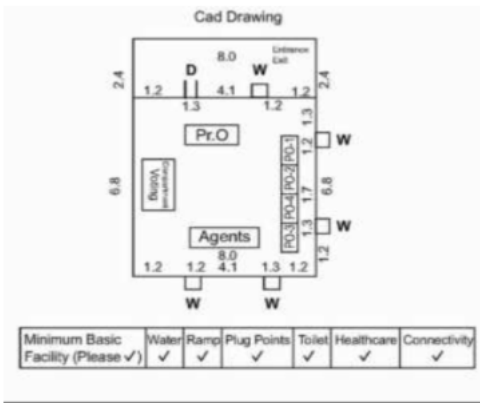 Cad Drawing
8.0
Entrance
Exit
2.4
D
W
2.4
1.2
4.1
1.2
1.3
1.2
1.3
Pr.O
PO-1
1.2
W
PO-2
6.8
Voting
1.7
6.8
PO-4
PO-3
1.3
W
Agents
8.0
1.2
1.2
1.2
4.1
1.3
1.2
W
W
Minimum Basic
Facility (Please ✓)
Water
Ramp
Plug Points
Toilet
Healthcare
Connectivity
✓ ✓ ✓ ✓ ✓ ✓